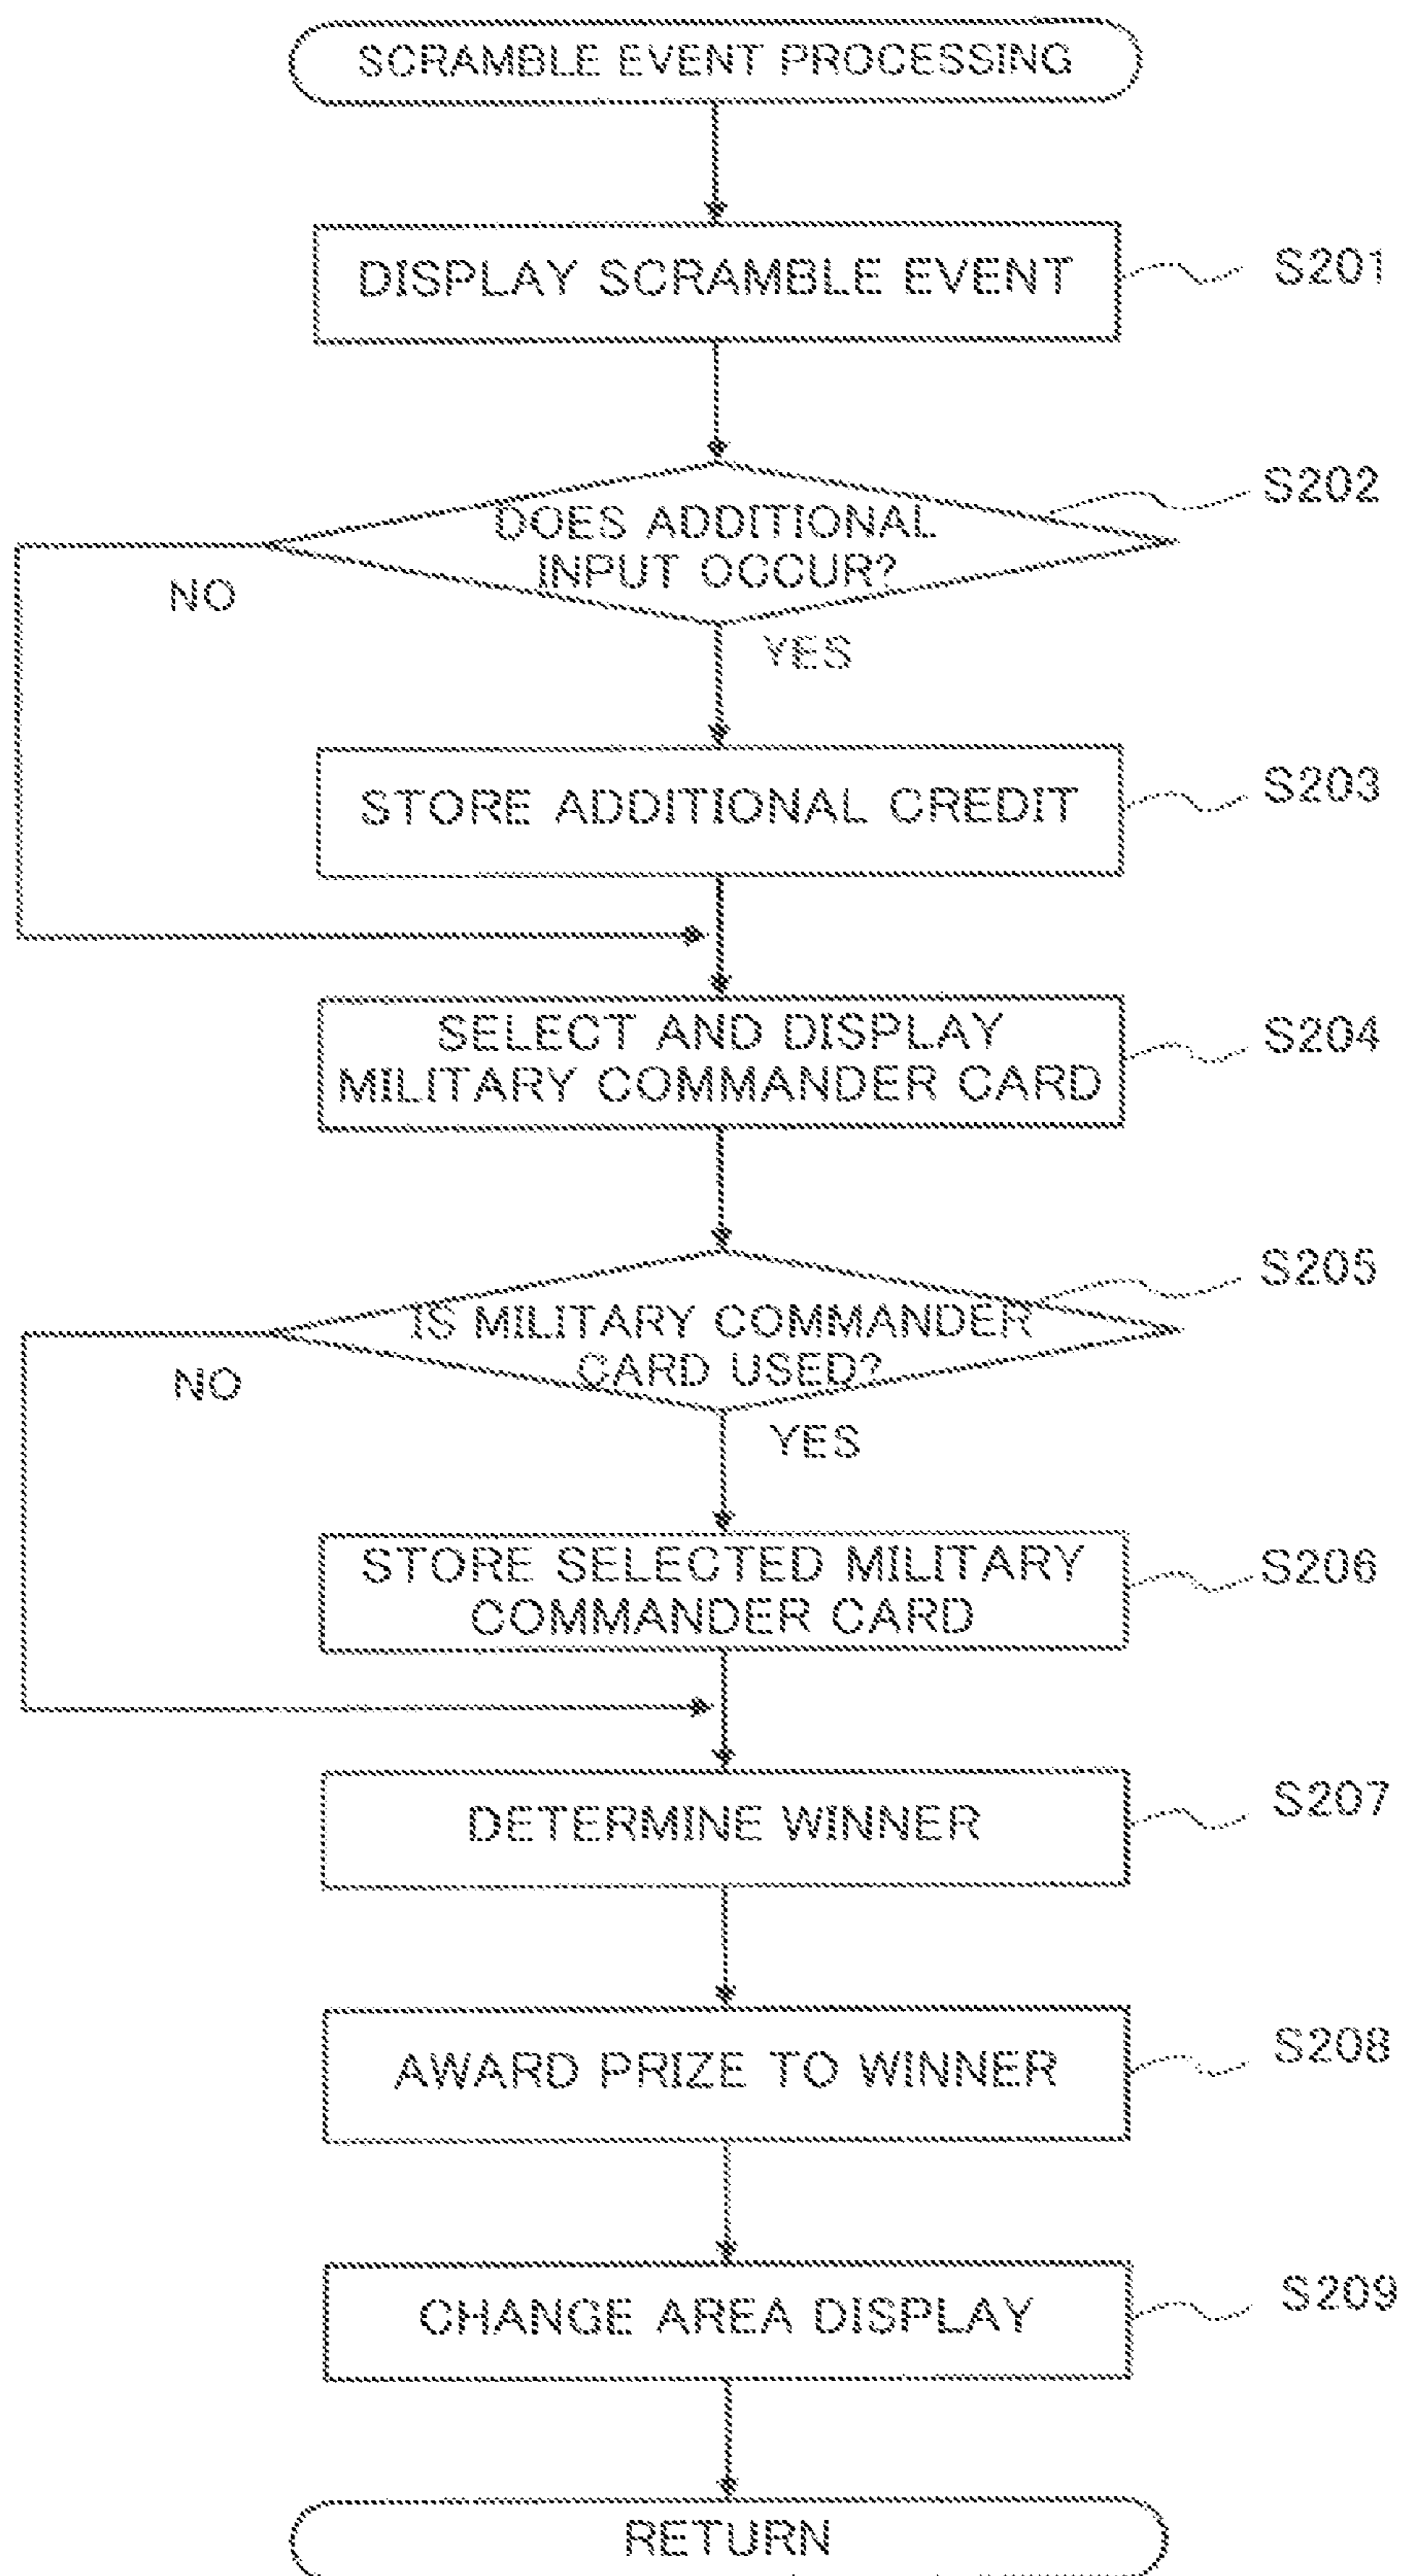 SCRAMBLE EVENT PROCESSING
DISPLAY SCRAMBLE EVENT
S201
DOES ADDITIONAL
INPUT OCCUR?
S202
NO
YES
STORE ADDITIONAL CREDIT
S203
SELECT AND DISPLAY
MILITARY COMMANDER CARD
S204
IS MILITARY COMMANDER
CARD USED?
S205
NO
YES
STORE SELECTED MILITARY
COMMANDER CARD
S206
DETERMINE WINNER
S207
AWARD PRIZE TO WINNER
S208
CHANGE AREA DISPLAY
S209
RETURN